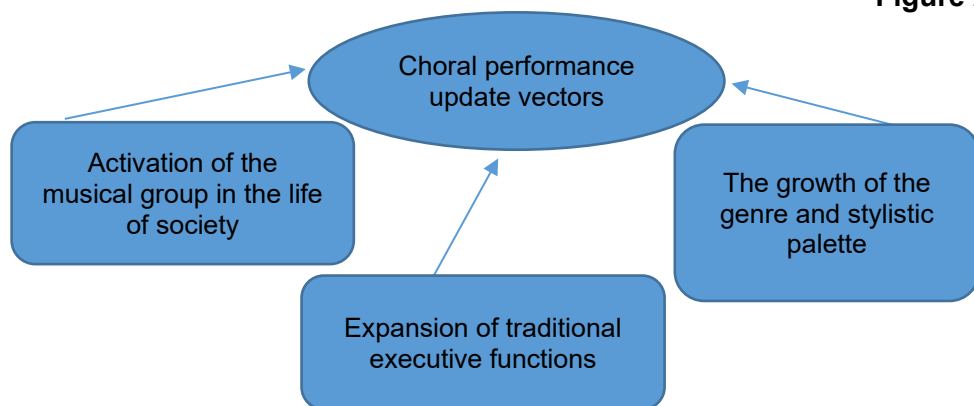 Figure
Choral performance
update vectors
Activation of the
musical group in the life
of society
The growth of the
genre and stylistic
palette
Expansion of traditional
executive functions